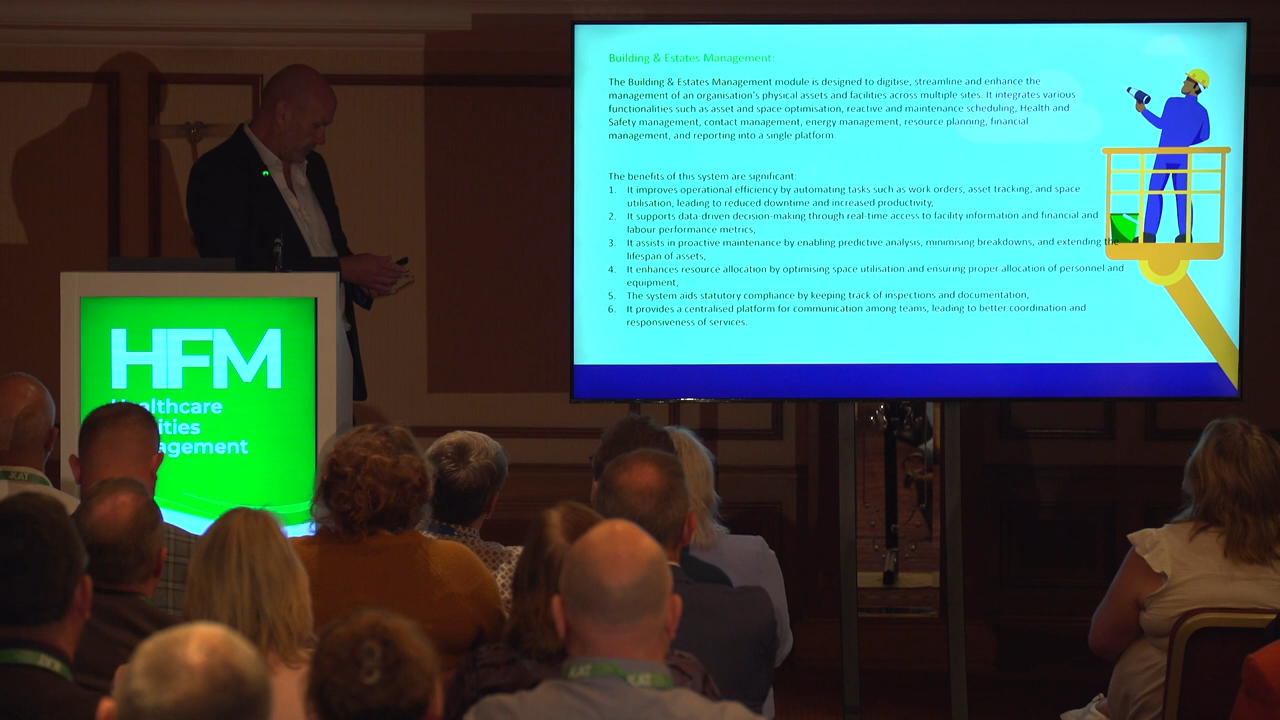 Building & Estates Management:
The Building & Estates Management module is designed to digitise, streamline and enhance the
management of an organisation's physical assets and facilities across multiple sites. It integrates various
functionalities such as asset and space optimisation, reactive and maintenance scheduling, Health and
Safety management, contact management, energy management, resource planning, financial
management, and reporting into a single platform.
The benefits of this system are significant:
1. It improves operational efficiency by automating tasks such as work orders, asset tracking, and space
utilisation, leading to reduced downtime and increased productivity,
2. It supports data-driven decision-making through real-time access to facility information and financial and
labour performance metrics,
3. It assists in proactive maintenance by enabling predictive analysis, minimising breakdowns, and extending the
lifespan of assets,
4. It enhances resource allocation by optimising space utilisation and ensuring proper allocation of personnel and
equipment,
5. The system aids statutory compliance by keeping track of inspections and documentation,
6. It provides a centralised platform for communication among teams, leading to better coordination and
responsiveness of services.
HFM
Healthcare
ities
agement